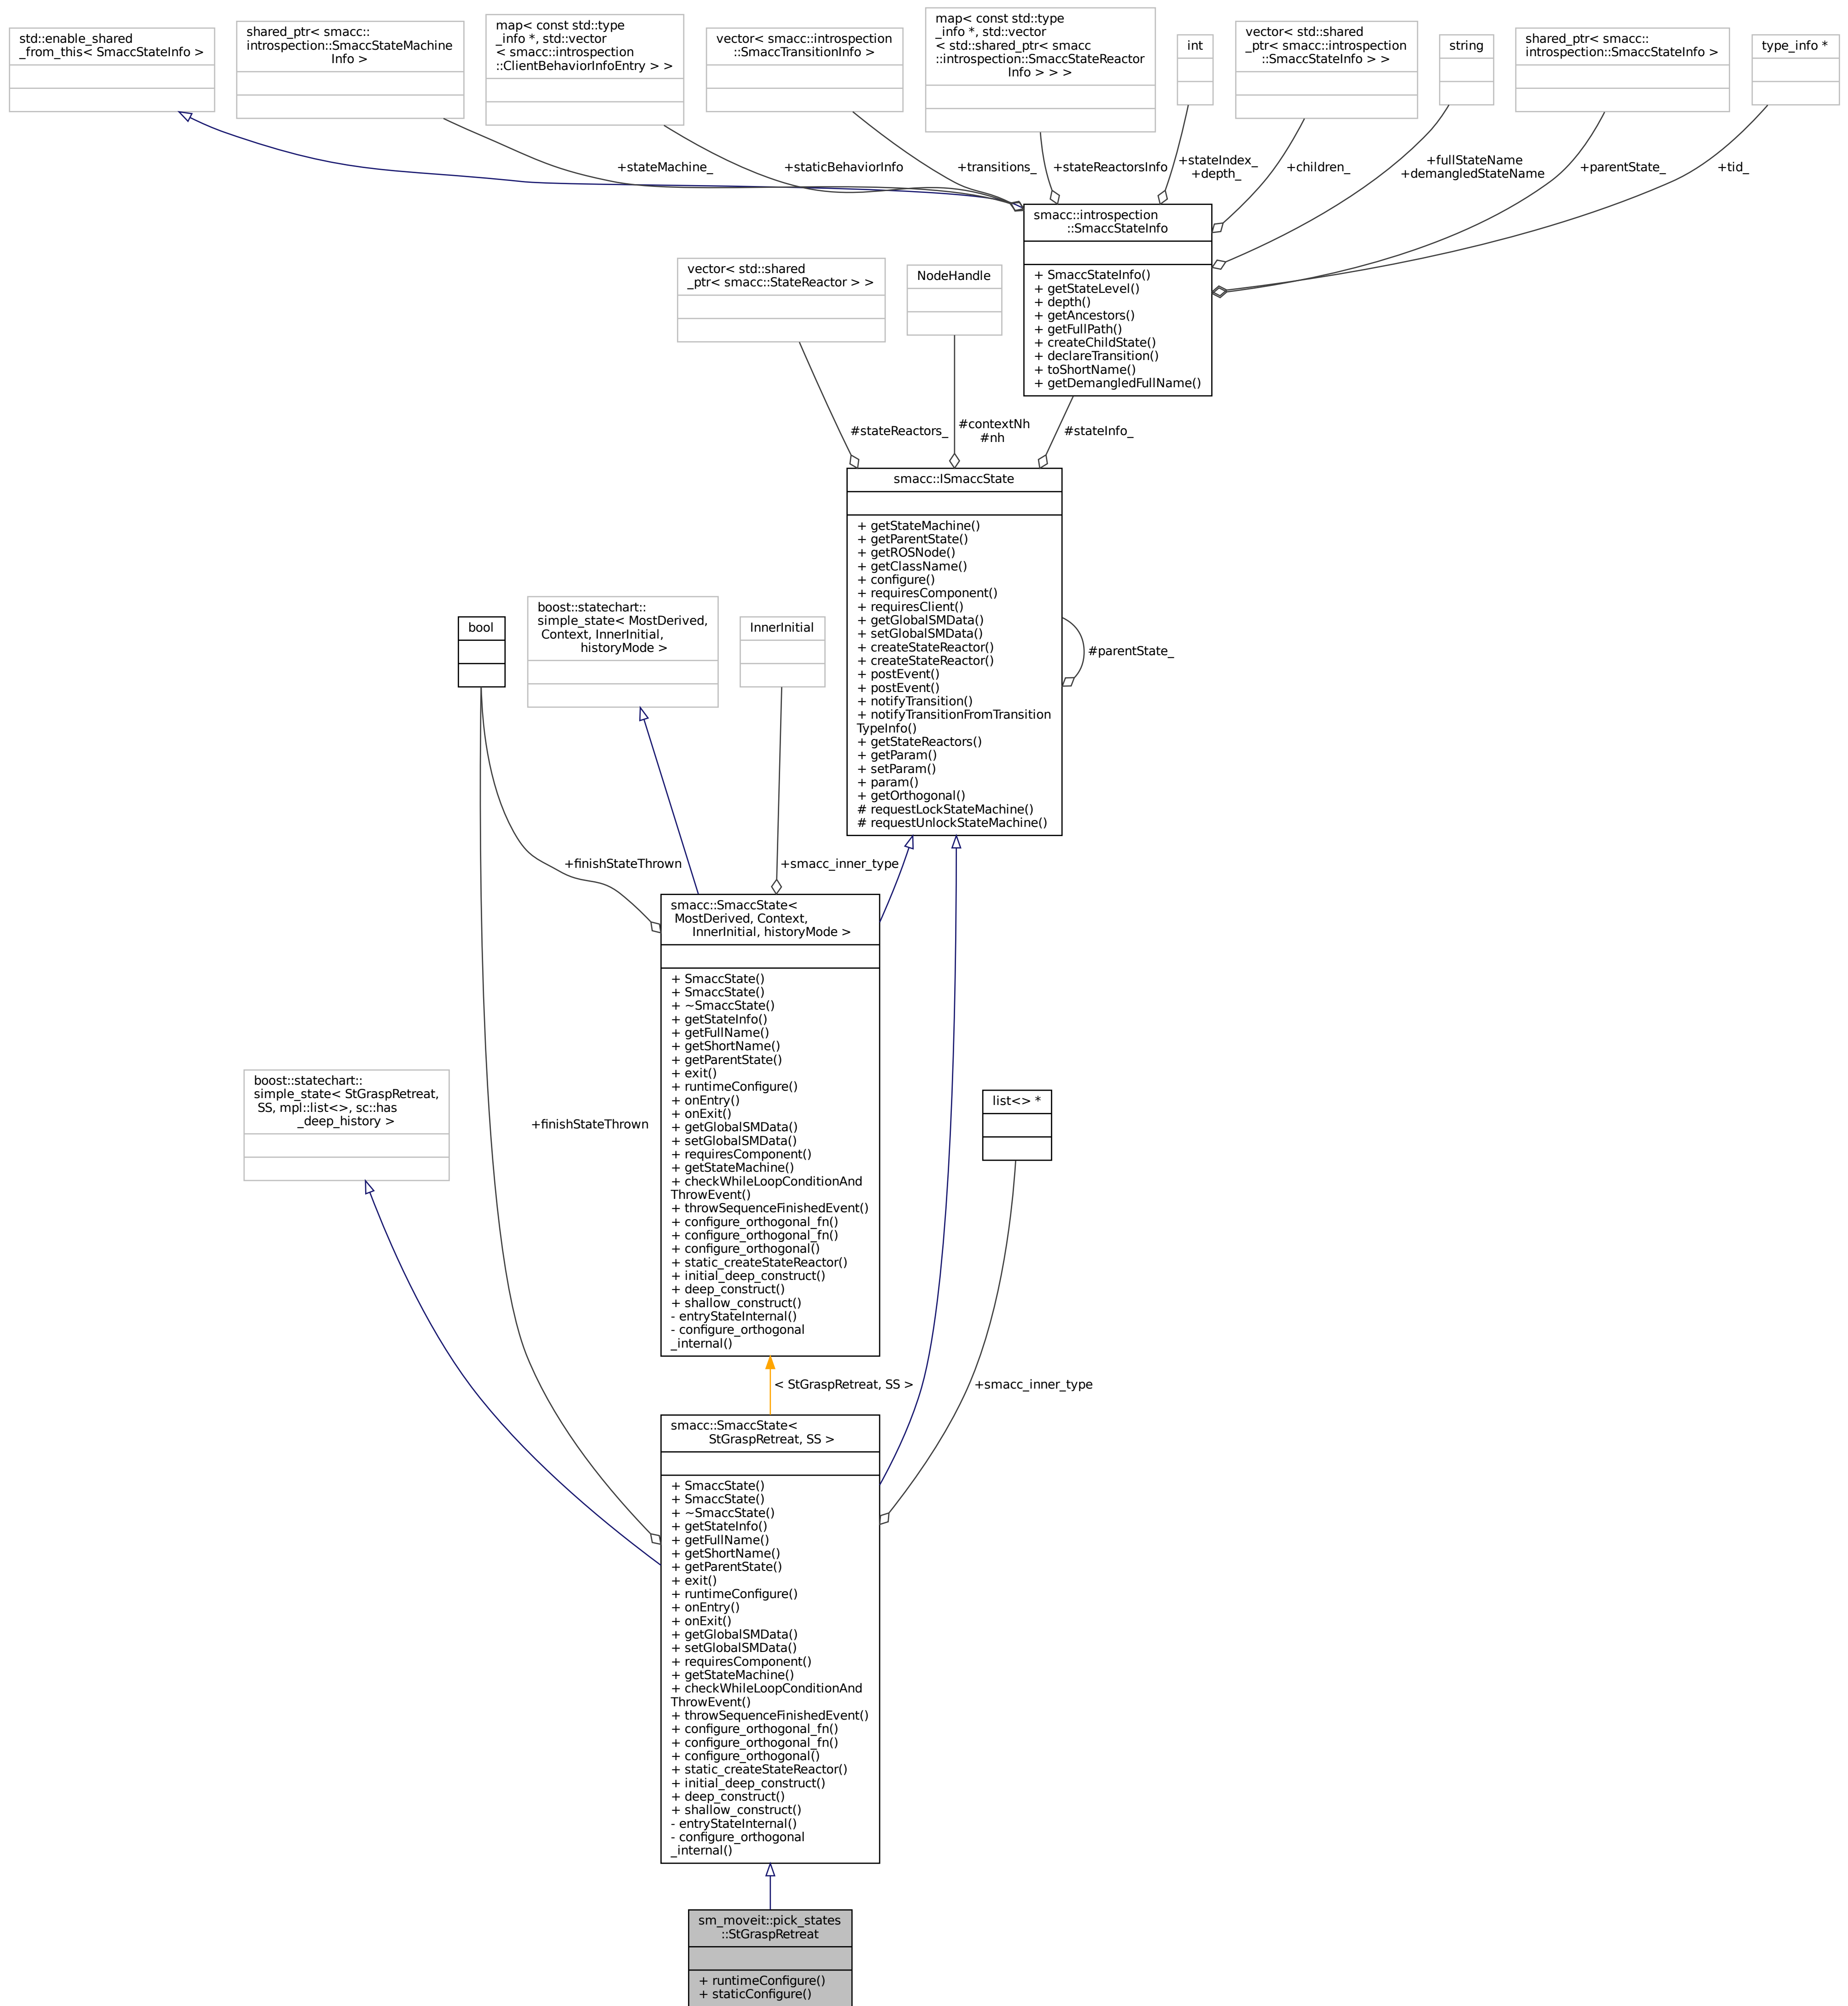 std::enable_shared
_from_this< SmaccStateInfo >
shared_ptr< smacc::
introspection::SmaccStateMachine
Info >
map< const std::type
_info *, std::vector
< smacc::introspection
::ClientBehaviorInfoEntry > >
vector< smacc::introspection
::SmaccTransitionInfo >
map< const std::type
_info *, std::vector
< std::shared_ptr< smacc
::introspection::SmaccStateReactor
Info > > >
int
vector< std::shared
_ptr< smacc::introspection
::SmaccStateInfo > >
string
shared_ptr< smacc::
introspection::SmaccStateInfo >
type_info *
+stateMachine_
+staticBehaviorInfo
+transitions_
+stateReactorsInfo
+stateIndex_
+depth_
+children_
+fullStateName
+demangledStateName
+parentState_
+tid_
smacc::introspection
::SmaccStateInfo
+ SmaccStateInfo()
+ getStateLevel()
+ depth()
+ getAncestors()
+ getFullPath()
+ createChildState()
+ declareTransition()
+ toShortName()
+ getDemangledFullName()
vector< std::shared
_ptr< smacc::StateReactor > >
NodeHandle
#stateReactors_
#contextNh
#nh
#stateInfo_
smacc::ISmaccState
+ getStateMachine()
+ getParentState()
+ getROSNode()
+ getClassName()
+ configure()
+ requiresComponent()
+ requiresClient()
+ getGlobalSMData()
+ setGlobalSMData()
+ createStateReactor()
+ createStateReactor()
+ postEvent()
+ postEvent()
+ notifyTransition()
+ notifyTransitionFromTransition
TypeInfo()
+ getStateReactors()
+ getParam()
+ setParam()
+ param()
+ getOrthogonal()
# requestLockStateMachine()
# requestUnlockStateMachine()
#parentState_
bool
boost::statechart::
simple_state< MostDerived,
Context, InnerInitial,
historyMode >
InnerInitial
+finishStateThrown
+smacc_inner_type
smacc::SmaccState<
MostDerived, Context,
InnerInitial, historyMode >
+ SmaccState()
+ SmaccState()
+ ~SmaccState()
+ getStateInfo()
+ getFullName()
+ getShortName()
+ getParentState()
+ exit()
+ runtimeConfigure()
+ onEntry()
+ onExit()
+ getGlobalSMData()
+ setGlobalSMData()
+ requiresComponent()
+ getStateMachine()
+ checkWhileLoopConditionAnd
ThrowEvent()
+ throwSequenceFinishedEvent()
+ configure_orthogonal_fn()
+ configure_orthogonal_fn()
+ configure_orthogonal()
+ static_createStateReactor()
+ initial_deep_construct()
+ deep_construct()
+ shallow_construct()
- entryStateInternal()
- configure_orthogonal
_internal()
boost::statechart::
simple_state< StGraspRetreat,
SS, mpl::list<>, sc::has
_deep_history >
+finishStateThrown
list<> *
< StGraspRetreat, SS >
+smacc_inner_type
smacc::SmaccState<
StGraspRetreat, SS >
+ SmaccState()
+ SmaccState()
+ ~SmaccState()
+ getStateInfo()
+ getFullName()
+ getShortName()
+ getParentState()
+ exit()
+ runtimeConfigure()
+ onEntry()
+ onExit()
+ getGlobalSMData()
+ setGlobalSMData()
+ requiresComponent()
+ getStateMachine()
+ checkWhileLoopConditionAnd
ThrowEvent()
+ throwSequenceFinishedEvent()
+ configure_orthogonal_fn()
+ configure_orthogonal_fn()
+ configure_orthogonal()
+ static_createStateReactor()
+ initial_deep_construct()
+ deep_construct()
+ shallow_construct()
- entryStateInternal()
- configure_orthogonal
_internal()
sm_moveit::pick_states
::StGraspRetreat
+ runtimeConfigure()
+ staticConfigure()